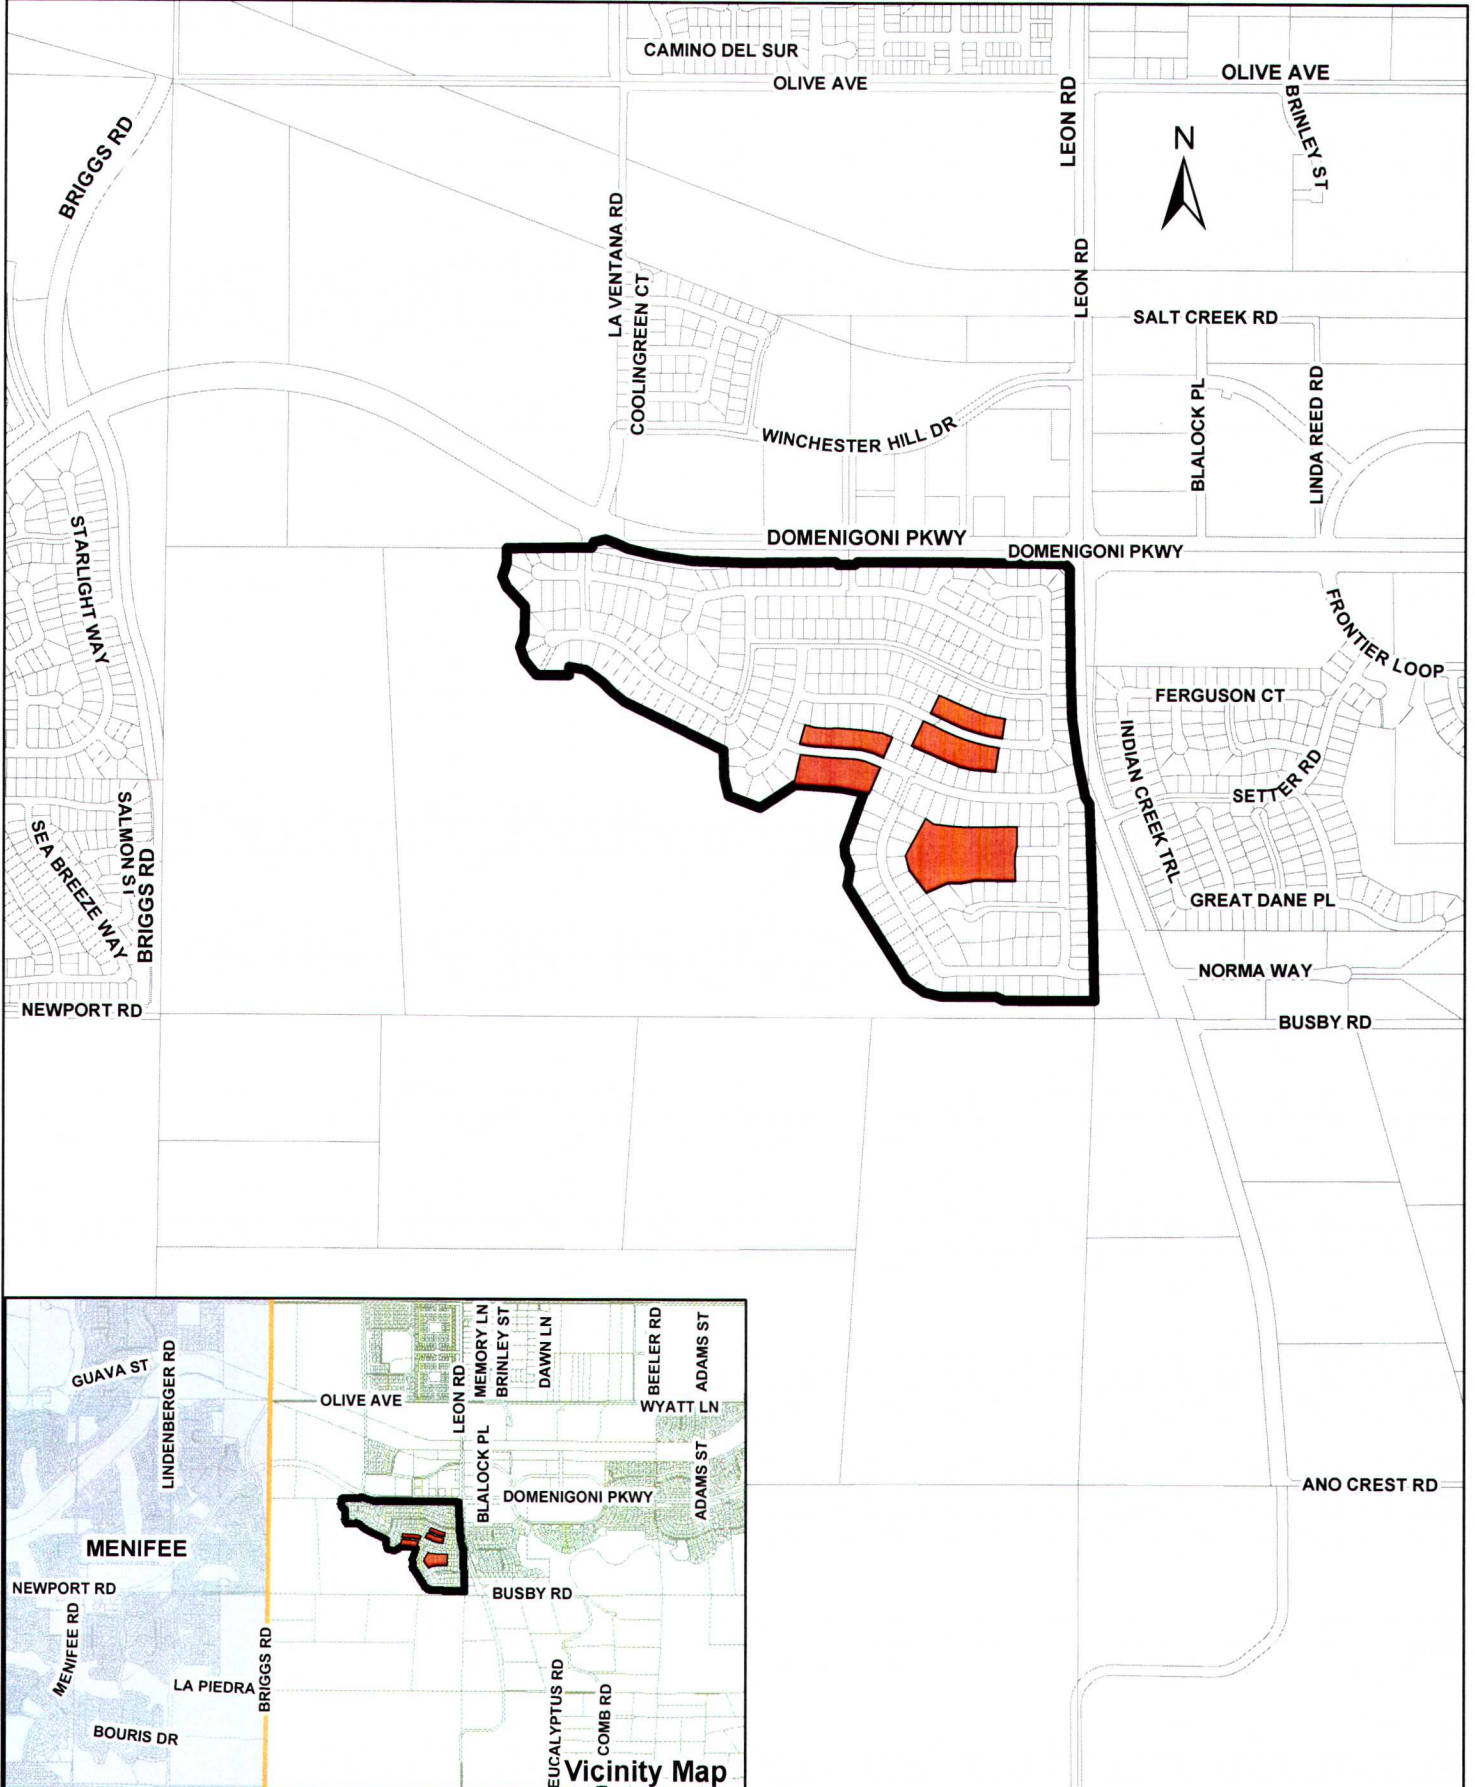 CAMINO DEL SUR
OLIVE AVE
OLIVE AVE
BRIGGS RD
LEON RD
BRINLEY ST
N
LA VENTANA RD
COOLINGREEN CT
LEON RD
SALT CREEK RD
BLALOCK PL
LINDA REED RD
WINCHESTER HILL DR
STARLIGHT WAY
DOMENIGONI PKWY
DOMENIGONI PKWY
FRONTIER LOOP
FERGUSON CT
INDIAN CREEK TRL
SETTER RD
SALMON ST
SEA BREEZE WAY
BRIGGS RD
GREAT DANE PL
NORMA WAY
NEWPORT RD
BUSBY RD
ANO CREST RD
GUAVA ST
LINDENBERGER RD
OLIVE AVE
LEON RD
MEMORY LN
BRINLEY ST
DAWN LN
BEELER RD
ADAMS ST
WYATT LN
BLALOCK PL
DOMENIGONI PKWY
ADAMS ST
MENIFEE
NEWPORT RD
MENIFEE RD
BUSBY RD
BRIGGS RD
LA PIEDRA
BOURIS DR
EUCALYPTUS RD
COMB RD
Vicinity Map